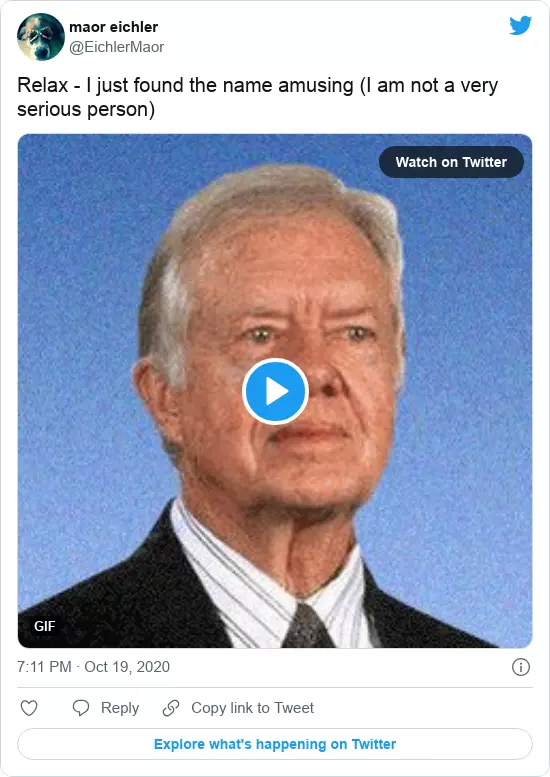 maor eichler
@EichlerMaor
Relax - I just found the name amusing (I am not a very
serious person)
Watch on Twitter
GIF
7:11 PM · Oct 19, 2020
Reply
Copy link to Tweet
Explore what's happening on Twitter